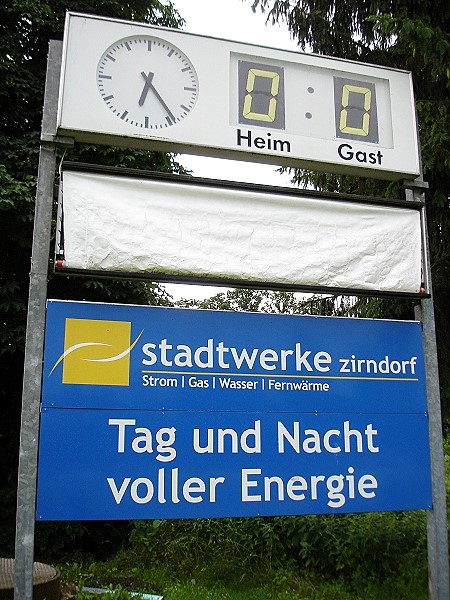 0 : 0
Heim Gast
stadtwerke zirndorf
Strom | Gas | Wasser | Fernwärme
Tag und Nacht
voller Energie